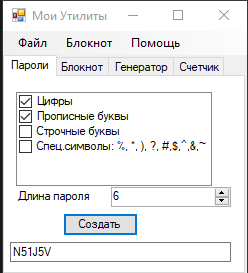 Мои Утилиты
Файл Блокнот Помощь
Пароли Блокнот Генератор Счетчик
Цифры
Прописные буквы
Строчные буквы
Спец.символы: %, *, ), ?, #,$,^,&,~
Длина пароля 6
Создать
N51J5V